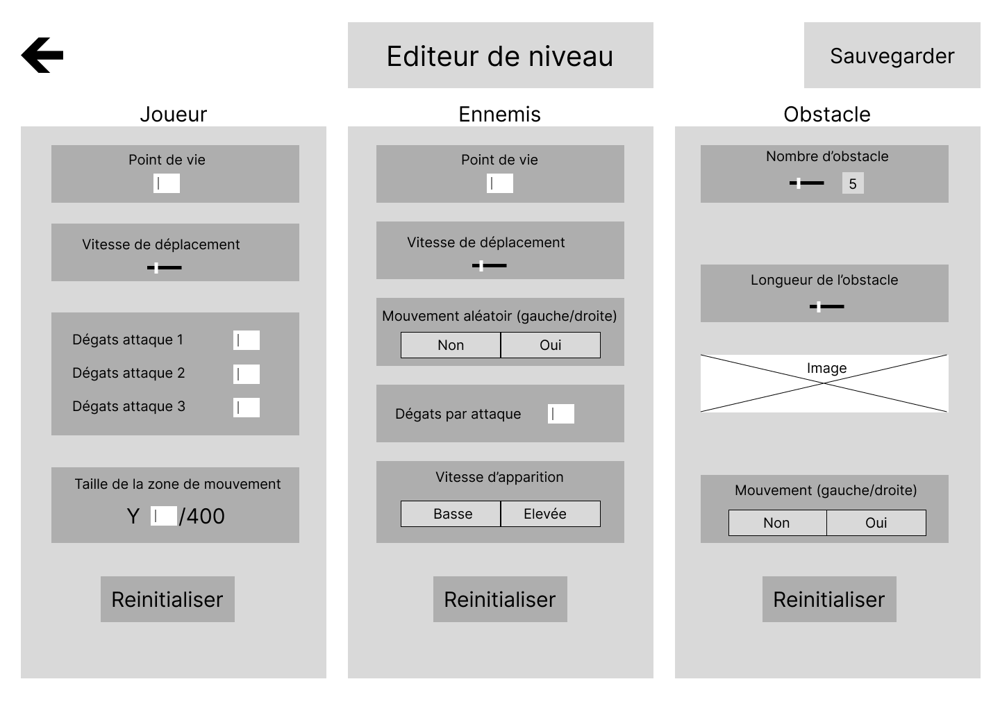 Editeur de niveau
Sauvegarder
Joueur
Point de vie
Vitesse de déplacement
Dégats attaque 1
Dégats attaque 2
Dégats attaque 3
Taille de la zone de mouvement
Y /400
Reinitialiser
Ennemis
Point de vie
Vitesse de déplacement
Mouvement aléatoir (gauche/droite)
Non Oui
Dégats par attaque
Vitesse d’apparition
Basse Elevée
Reinitialiser
Obstacle
Nombre d’obstacle
5
Longueur de l’obstacle
Image
Mouvement (gauche/droite)
Non Oui
Reinitialiser